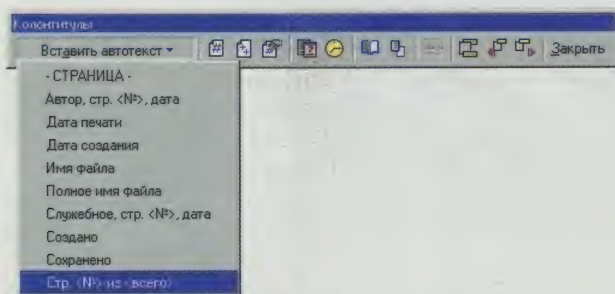 Колонтитулы
Вставить автотекст Закрыть
- СТРАНИЦА -
Автор, стр. <№>, дата
Дата печати
Дата создания
Имя файла
Полное имя файла
Служебное, стр. <№>, дата
Создано
Сохранено
Стр. <№> из <всего>